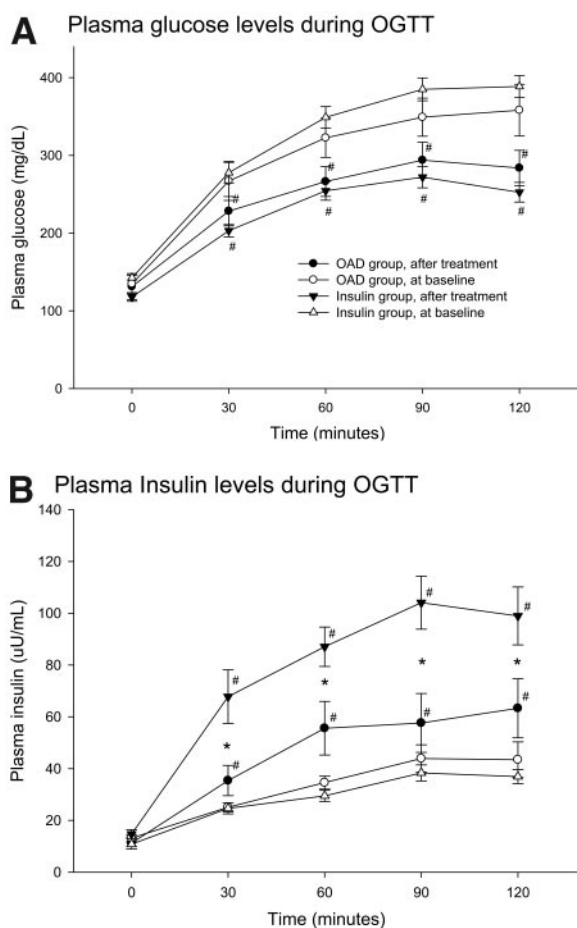 A Plasma glucose levels during OGTT
Plasma glucose (mg/dL)
400
300
200
100
0
# # # #
# # # #
OAD group, after treatment
OAD group, at baseline
Insulin group, after treatment
Insulin group, at baseline
0 30 60 90 120
Time (minutes)
B Plasma Insulin levels during OGTT
Plasma insulin (uU/mL)
140
120
100
80
60
40
20
0
# # # #
* * * *
# # # #
0 30 60 90 120
Time (minutes)